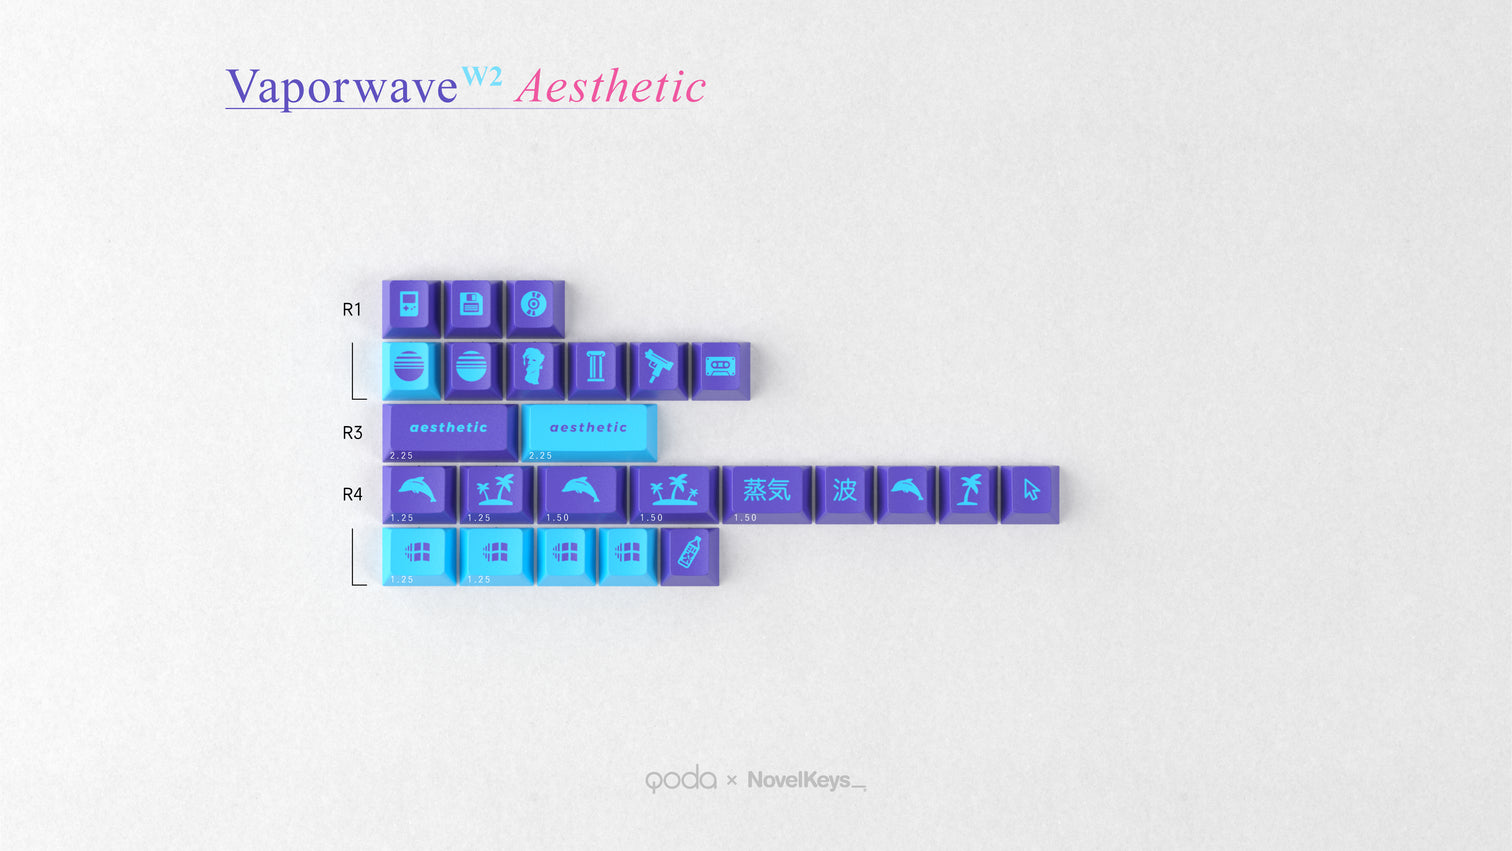 Vaporwave W2 Aesthetic
R1
R3
aesthetic aesthetic
2.25 2.25
R4
蒸気 波
1.25 1.25 1.50 1.50 1.50
1.25 1.25
qoda × NovelKeys_